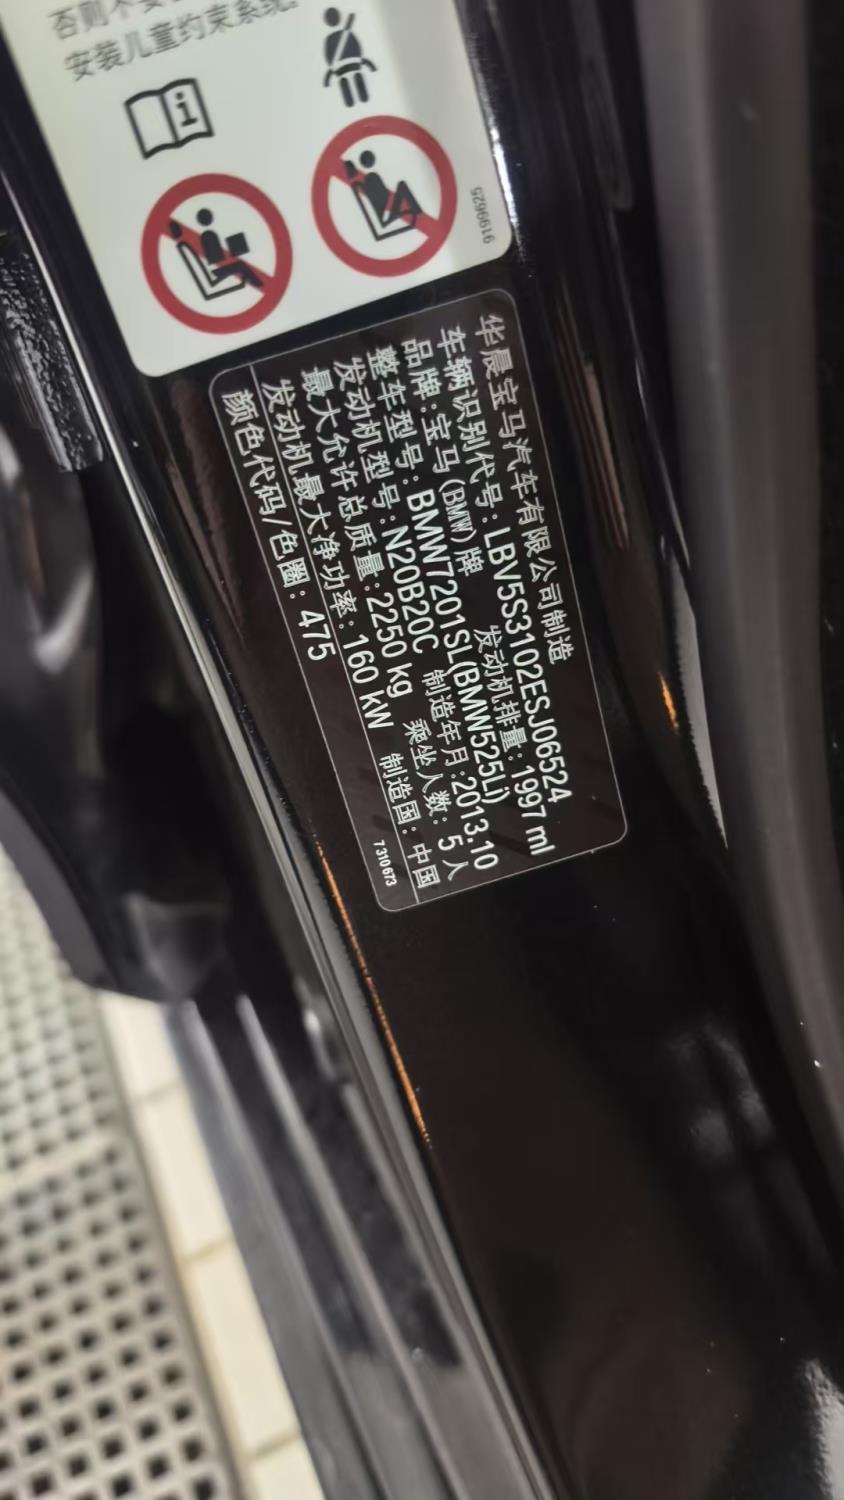 安装儿童约束系统。
9199625
华晨宝马汽车有限公司制造
车辆识别代号：LBV5S3102ESJ06524
品牌：宝马（BMW）牌 发动机排量：1997 ml
整车型号：BMW7201SL(BMW525Li)
发动机型号：N20B20C 制造年月：2013.10
最大允许总质量：2250 kg 乘坐人数：5 人
发动机最大净功率：160 kW 制造国：中国
颜色代码/色圈：475
7310673